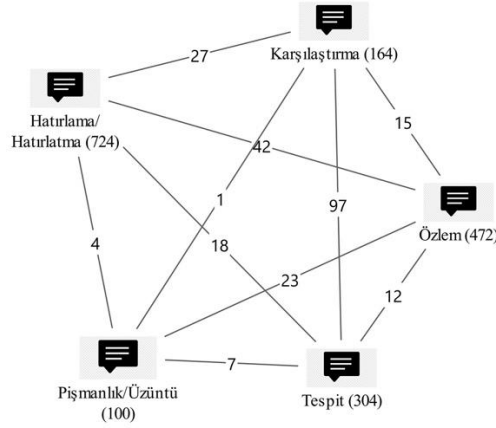 Karşılaştırma (164)
27
Hatırlama/
Hatırlatma (724)
15
42
1
97
Özlem (472)
4
18
23
12
7
Pişmanlık/Üzüntü
(100)
Tespit (304)